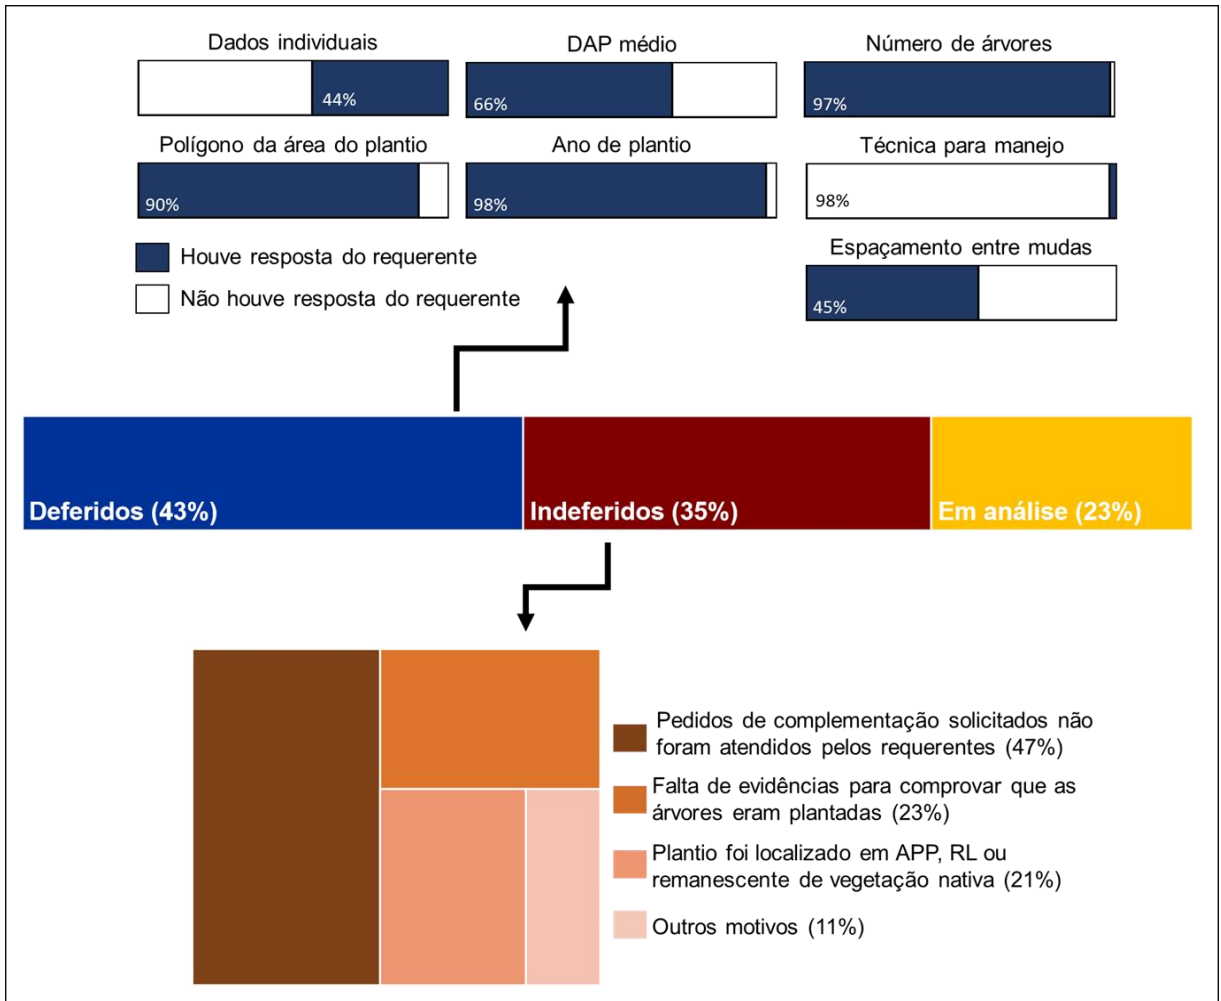 Dados individuais
DAP médio
Número de árvores
44%
66%
97%
Polígono da área do plantio
Ano de plantio
Técnica para manejo
90%
98%
98%
Houve resposta do requerente
Não houve resposta do requerente
Espaçamento entre mudas
45%
Deferidos (43%)
Indeferidos (35%)
Em análise (23%)
Pedidos de complementação solicitados não
foram atendidos pelos requerentes (47%)
Falta de evidências para comprovar que as
árvores eram plantadas (23%)
Plantio foi localizado em APP, RL ou
remanescente de vegetação nativa (21%)
Outros motivos (11%)